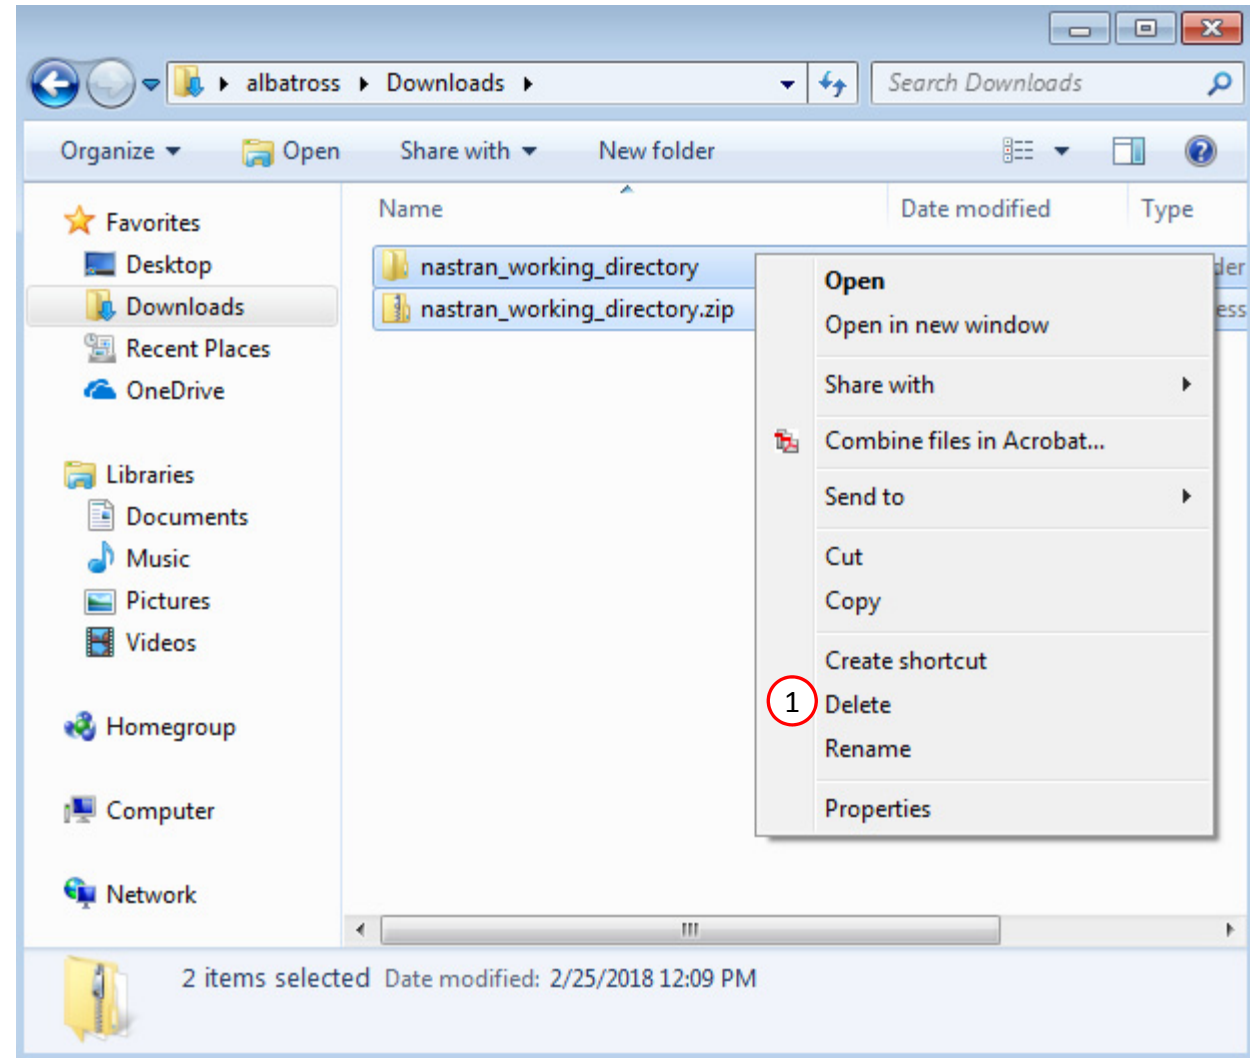 albatross Downloads
Search Downloads
Organize Open Share with New folder
Name Date modified Type
Favorites
Desktop
Downloads
Recent Places
OneDrive
Libraries
Documents
Music
Pictures
Videos
Homegroup
Computer
Network
nastran_working_directory
nastran_working_directory.zip
der
ess
Open
Open in new window
Share with
Combine files in Acrobat...
Send to
Cut
Copy
Create shortcut
1 Delete
Rename
Properties
2 items selected Date modified: 2/25/2018 12:09 PM